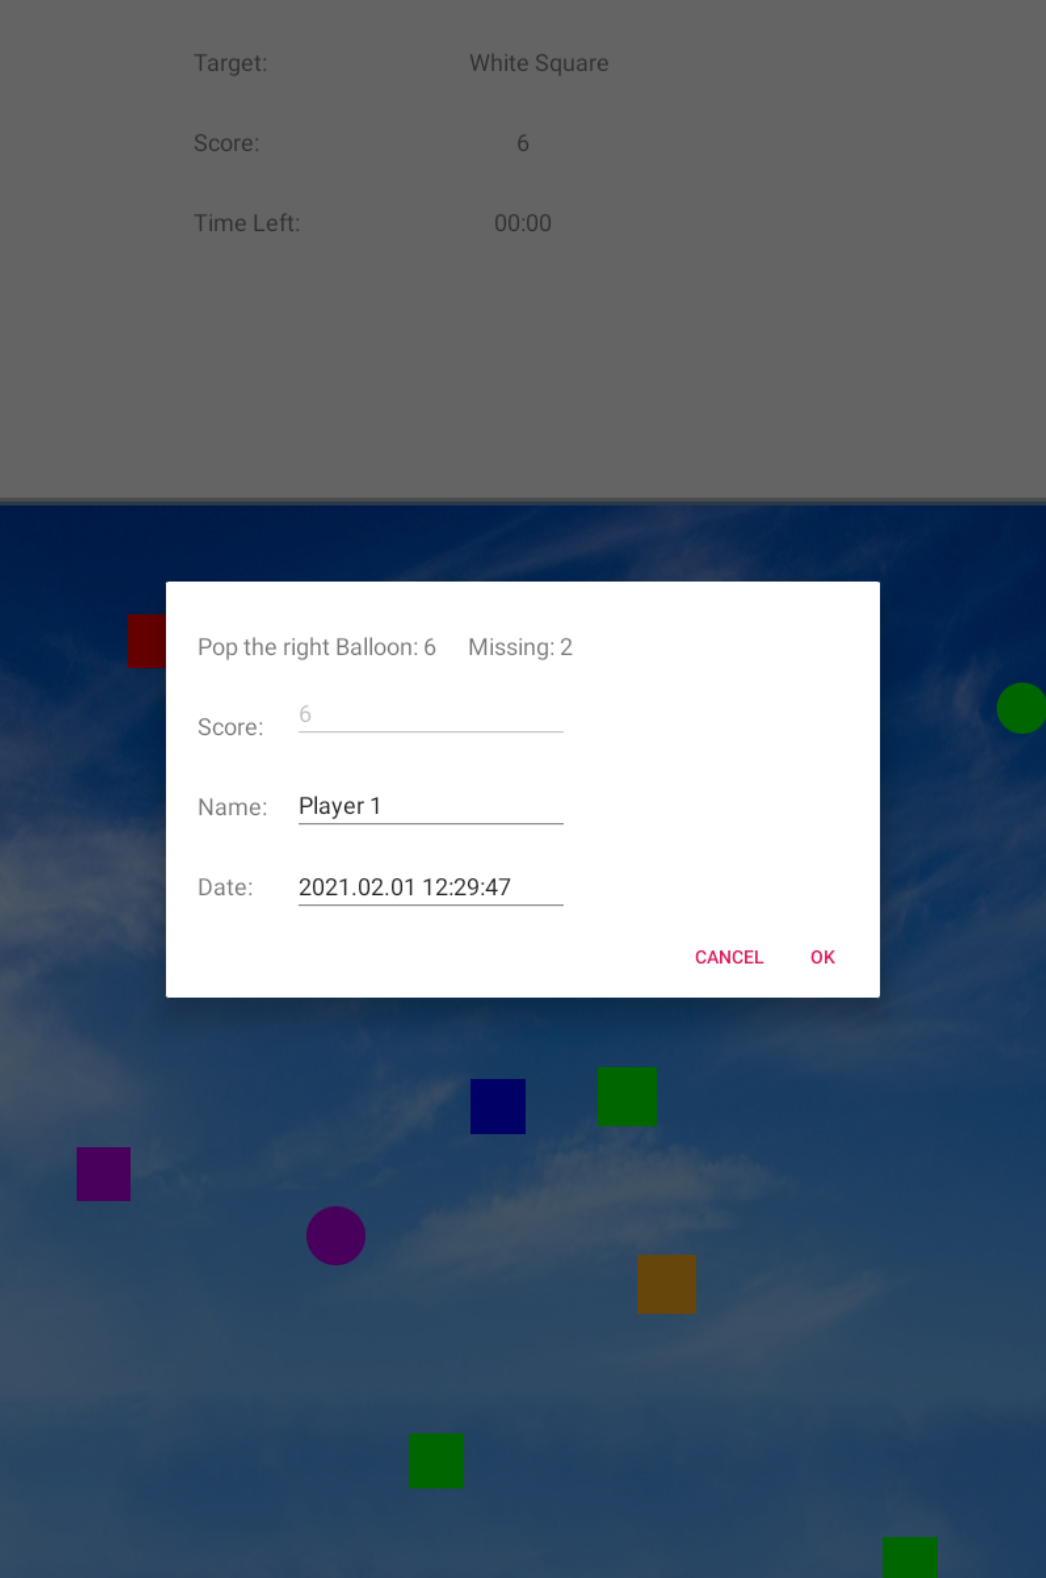 Target: White Square
Score: 6
Time Left: 00:00
Pop the right Balloon: 6 Missing: 2
Score: 6
Name: Player 1
Date: 2021.02.01 12:29:47
CANCEL OK